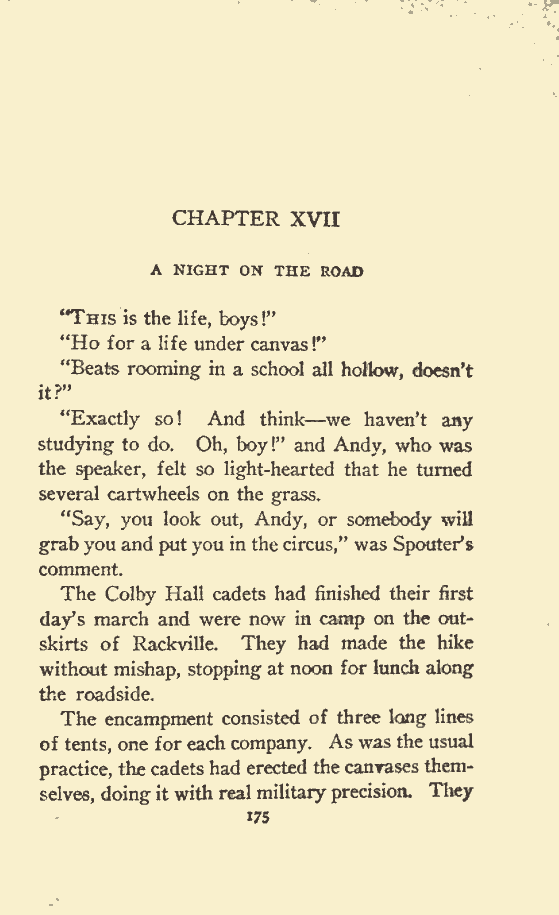 CHAPTER XVII
A NIGHT ON THE ROAD
“THIS is the life, boys!”
“Ho for a life under canvas!”
“Beats rooming in a school all hollow, doesn’t
it?”
“Exactly so! And think—we haven’t any
studying to do. Oh, boy!” and Andy, who was
the speaker, felt so light-hearted that he turned
several cartwheels on the grass.
“Say, you look out, Andy, or somebody will
grab you and put you in the circus,” was Spouter’s
comment.
The Colby Hall cadets had finished their first
day’s march and were now in camp on the out-
skirts of Rackville. They had made the hike
without mishap, stopping at noon for lunch along
the roadside.
The encampment consisted of three long lines
of tents, one for each company. As was the usual
practice, the cadets had erected the canvases them-
selves, doing it with real military precision. They
175